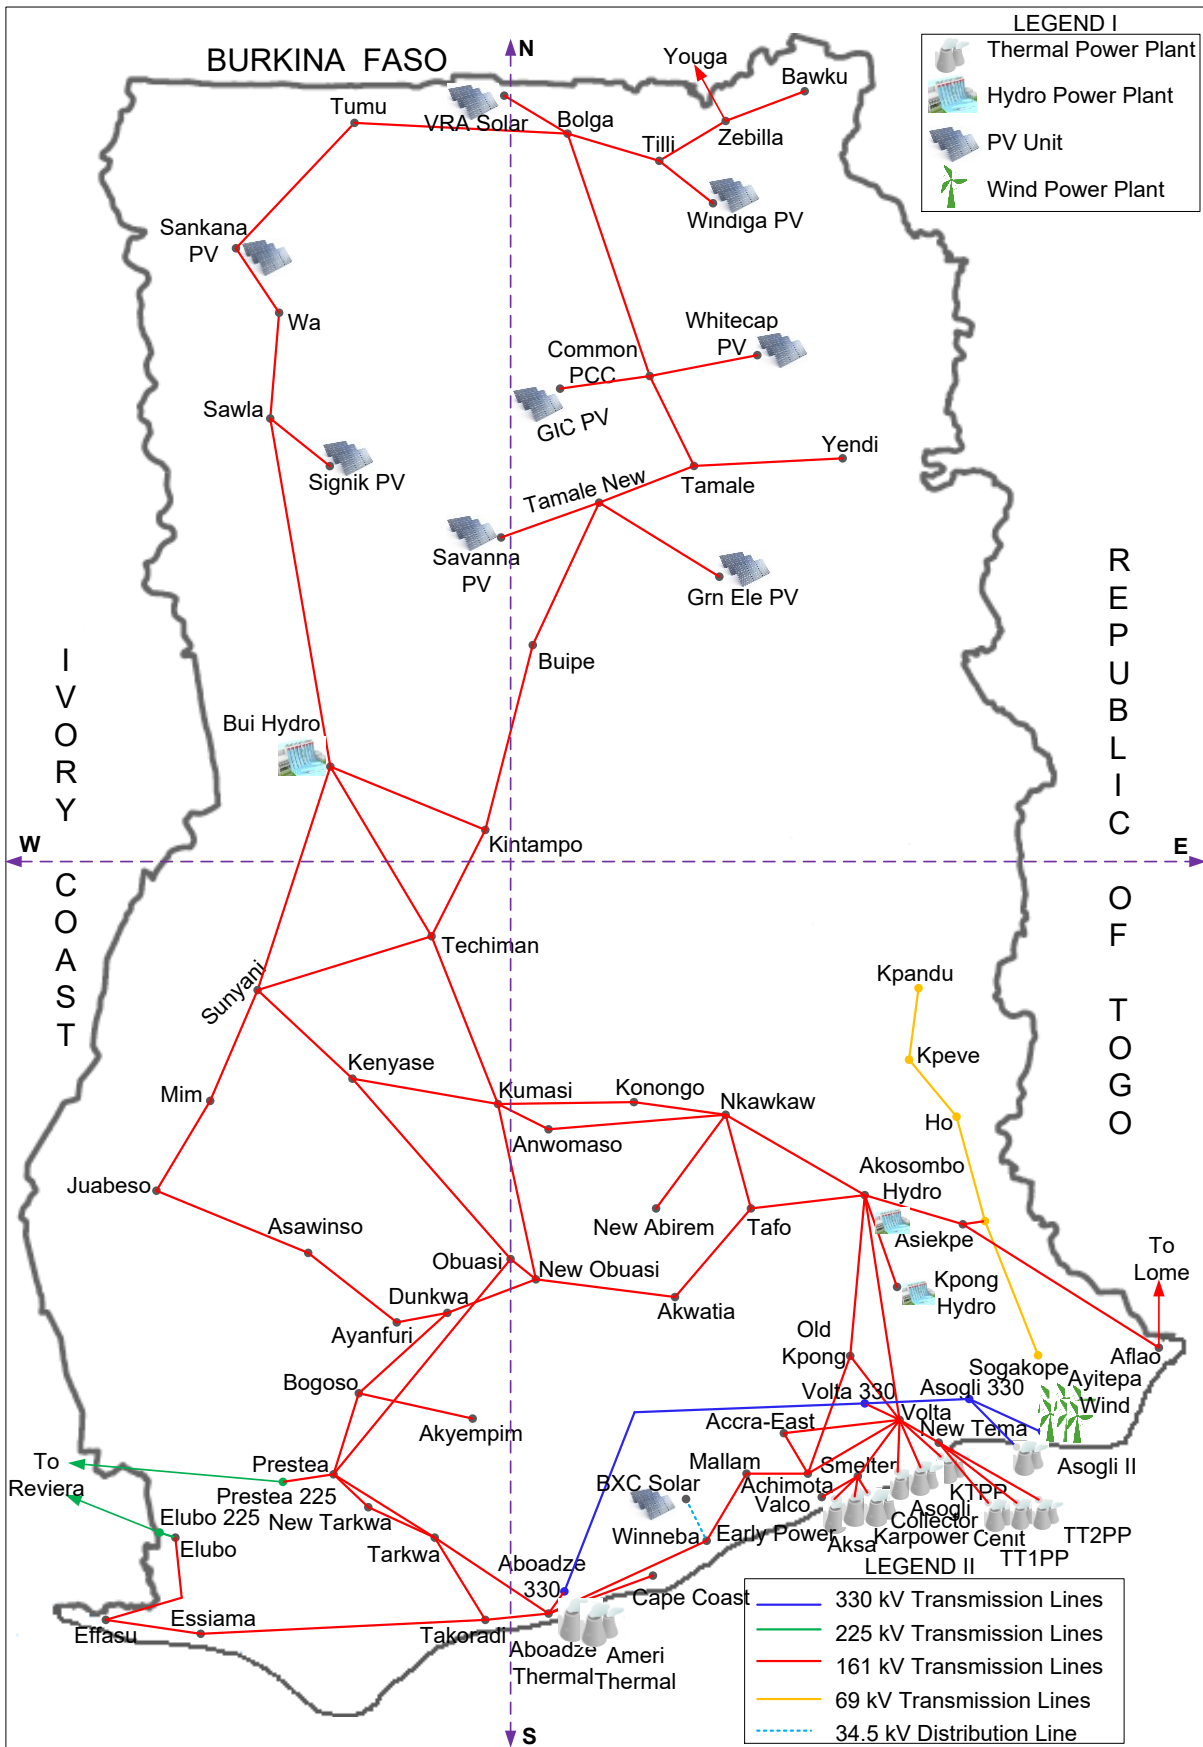 LEGEND I
Thermal Power Plant
Hydro Power Plant
PV Unit
Wind Power Plant
BURKINA FASO
N
Youga
Bawku
Tumu
VRA Solar
Bolga
Tilli
Zebilla
Windiga PV
Sankana
PV
Wa
Whitecap
PV
Common
PCC
GIC PV
Sawla
Signik PV
Yendi
Tamale New
Tamale
Savanna
PV
Grn Ele PV
Buipe
IVORY
COAST
REPUBLIC
OF
TOGO
Bui Hydro
Kintampo
W
E
Techiman
Sunyani
Kpandu
Kpeve
Kenyase
Kumasi
Konongo
Nkawkaw
Mim
Anwomaso
Ho
Juabeso
Akosombo
Hydro
Asawinso
New Abirem
Tafo
Asiekpe
Obuasi
New Obuasi
Kpong
Hydro
To
Lome
Dunkwa
Akwatia
Ayanfuri
Old
Kpong
Aflao
Sogakope
Bogoso
Volta 330
Asogli 330
Ayitepa
Wind
Akyempim
Accra-East
Volta
New Tema
Prestea
Mallam
Smelter
Asogli II
To
Reviera
Prestea 225
BXC Solar
Achimota
Valco
KTPP
Elubo 225
New Tarkwa
Asogli
Elubo
Tarkwa
Winneba
Early Power
Collector
Aksa
Karpower
Cenit
TT2PP
TT1PP
Aboadze
330
Cape Coast
Effasu
Essiama
Takoradi
Aboadze
Thermal
Ameri
Thermal
LEGEND II
330 kV Transmission Lines
225 kV Transmission Lines
161 kV Transmission Lines
69 kV Transmission Lines
34.5 kV Distribution Line
S